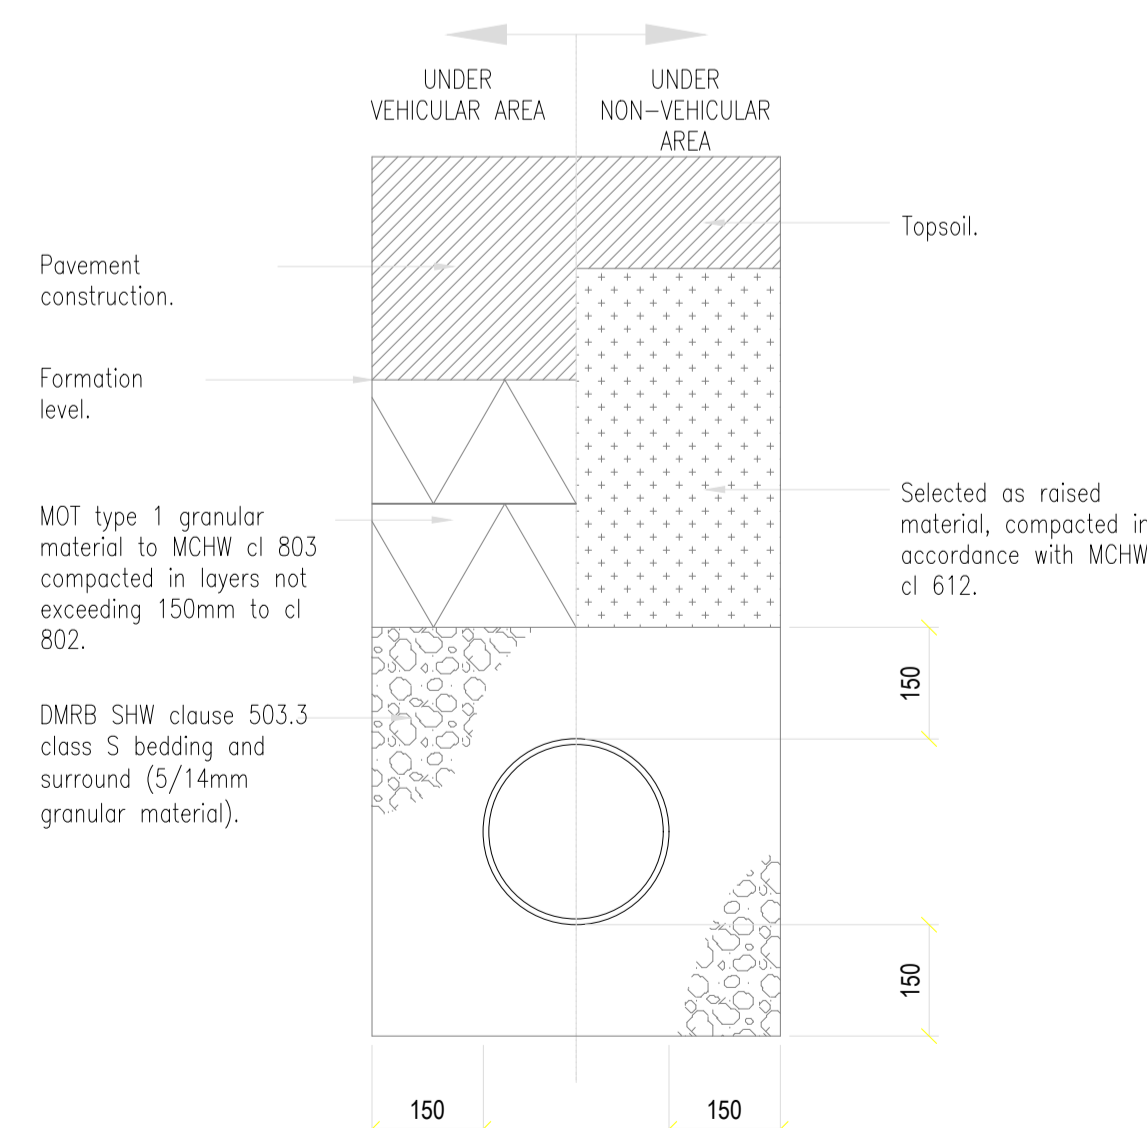 UNDER
VEHICULAR AREA
UNDER
NON-VEHICULAR
AREA
Topsoil.
Pavement
construction.
Formation
level.
MOT type 1 granular
material to MCHW cl 803
compacted in layers not
exceeding 150mm to cl
802.
Selected as raised
material, compacted in
accordance with MCHW
cl 612.
DMRB SHW clause 503.3
class S bedding and
surround (5/14mm
granular material).
150
150
150
150